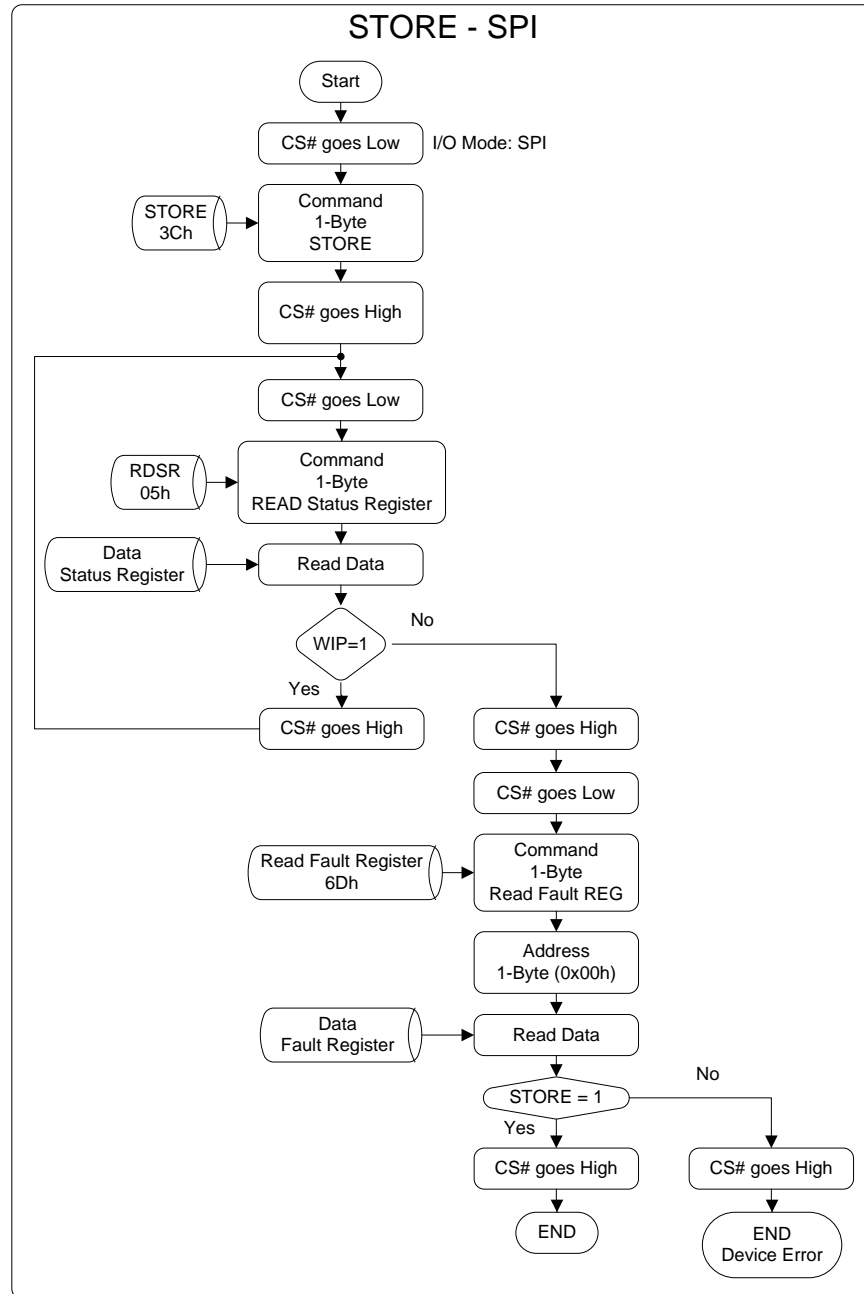 STORE - SPI
Start
CS# goes Low
I/O Mode: SPI
STORE
3Ch
Command
1-Byte
STORE
CS# goes High
CS# goes Low
RDSR
05h
Command
1-Byte
READ Status Register
Data
Status Register
Read Data
WIP=1
No
Yes
CS# goes High
CS# goes High
CS# goes Low
Read Fault Register
6Dh
Command
1-Byte
Read Fault REG
Address
1-Byte (0x00h)
Data
Fault Register
Read Data
STORE = 1
No
Yes
CS# goes High
CS# goes High
END
END
Device Error